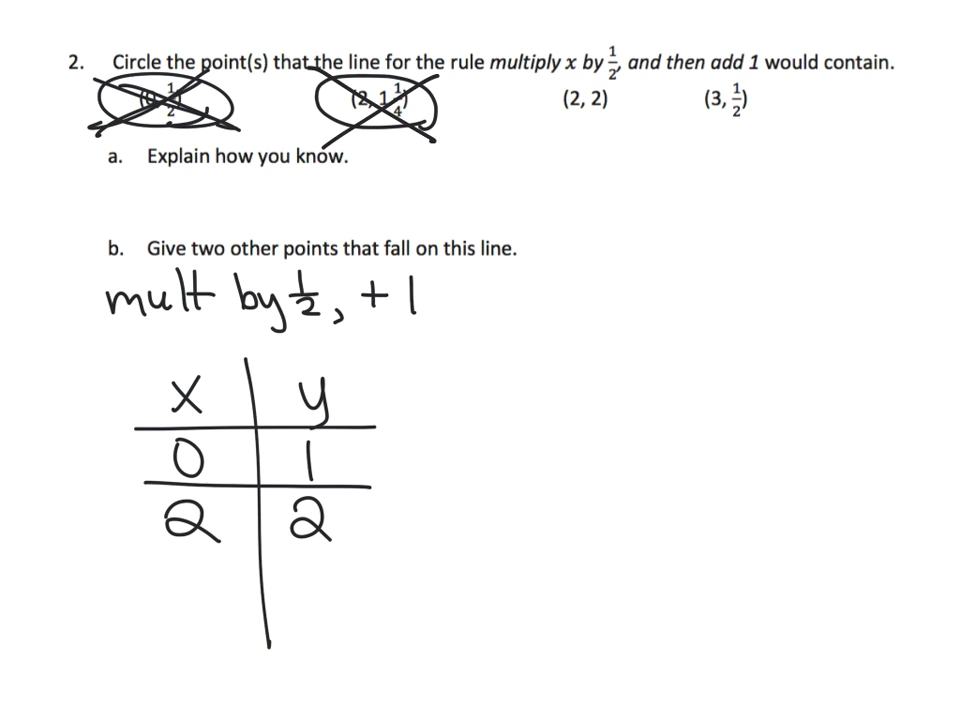 2. Circle the point(s) that the line for the rule multiply x by 1/2, and then add 1 would contain.
(2, 1 1/4) (2, 2) (3, 1/2)
a. Explain how you know.
b. Give two other points that fall on this line.
mult by 1/2, + 1
x y
0 1
2 2